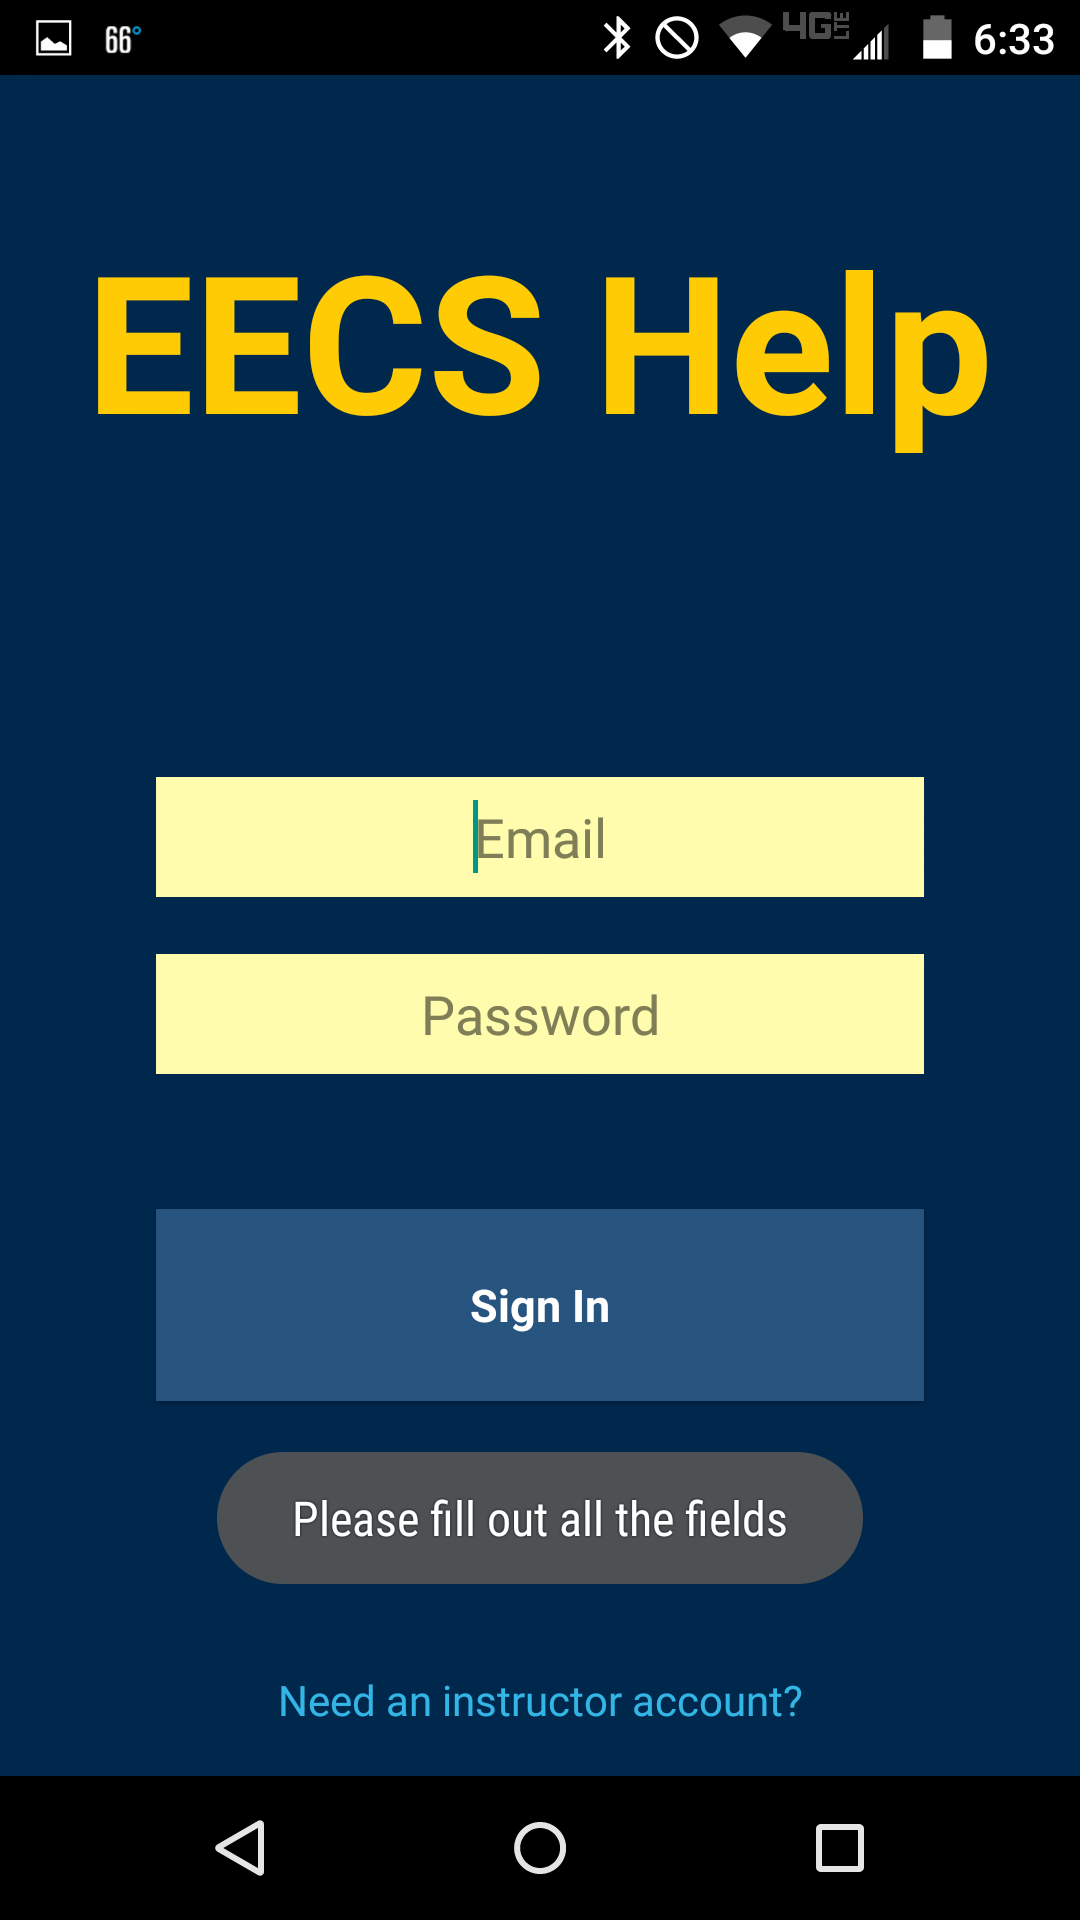 66° 4G LTE 6:33
EECS Help
Email
Password
Sign In
Please fill out all the fields
Need an instructor account?